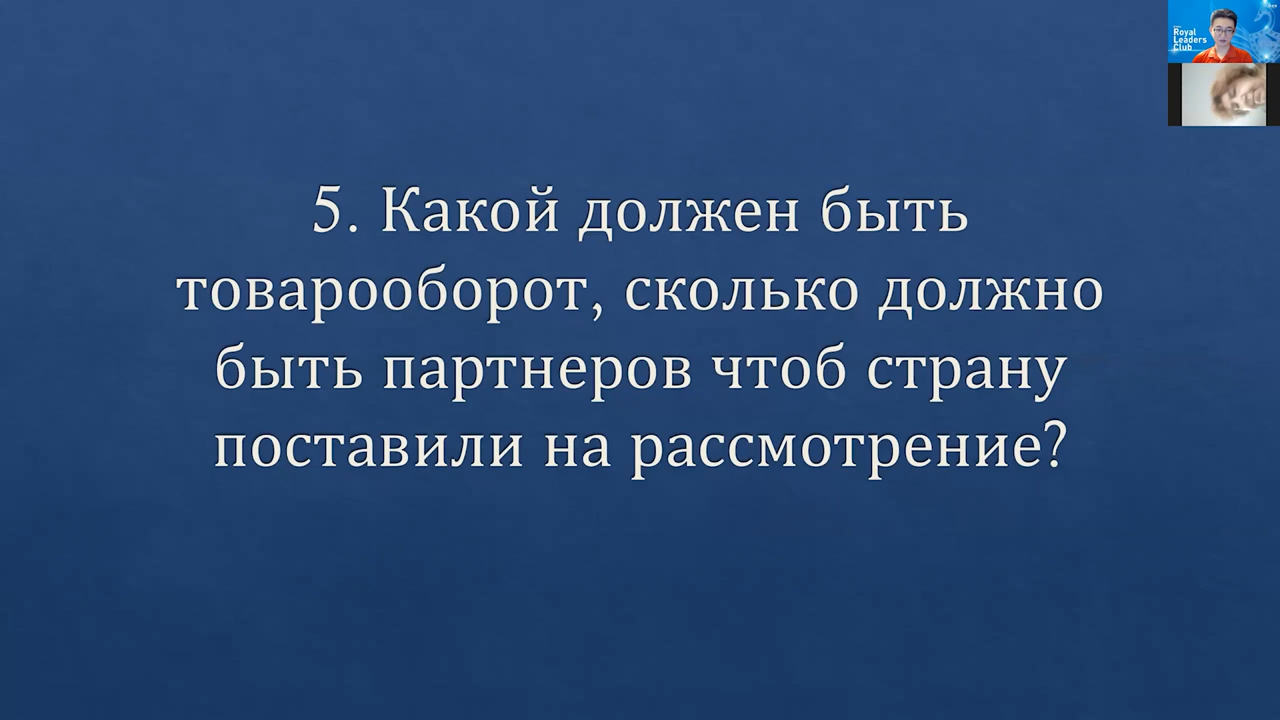 Royal
Leaders
Club
5. Какой должен быть
товарооборот, сколько должно
быть партнеров чтоб страну
поставили на рассмотрение?